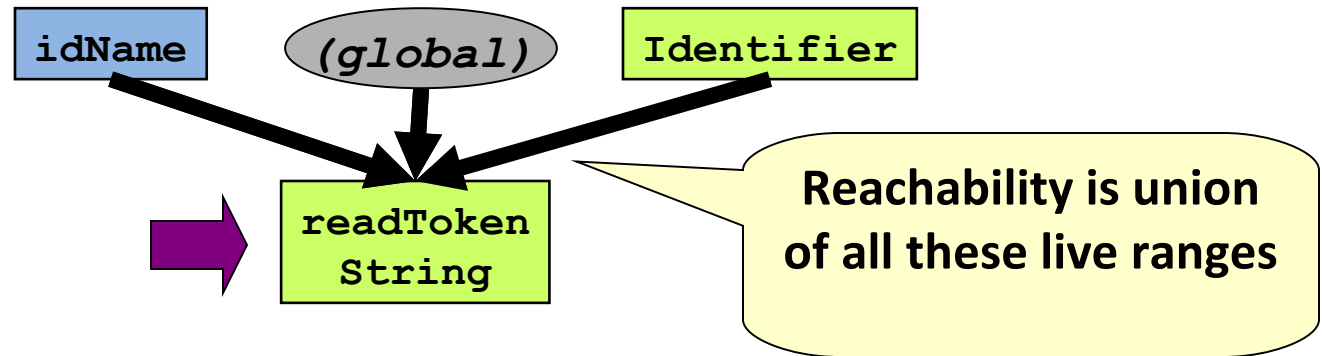 idName
(global)
Identifier
readToken
String
Reachability is union
of all these live ranges